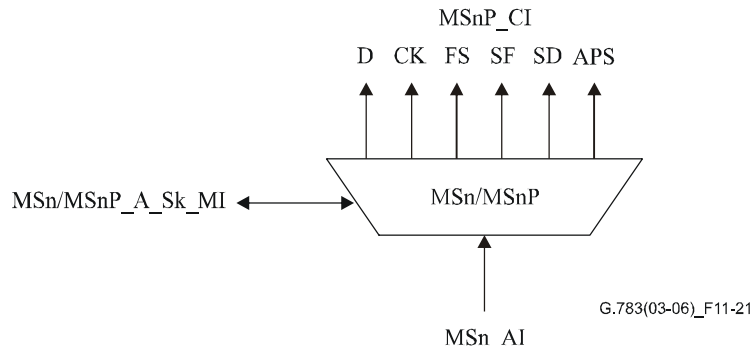 MSnP_CI
D CK FS SF SD APS
MSn/MSnP_A_Sk_MI
MSn/MSnP
G.783(03-06)_F11-21
MSn_AI